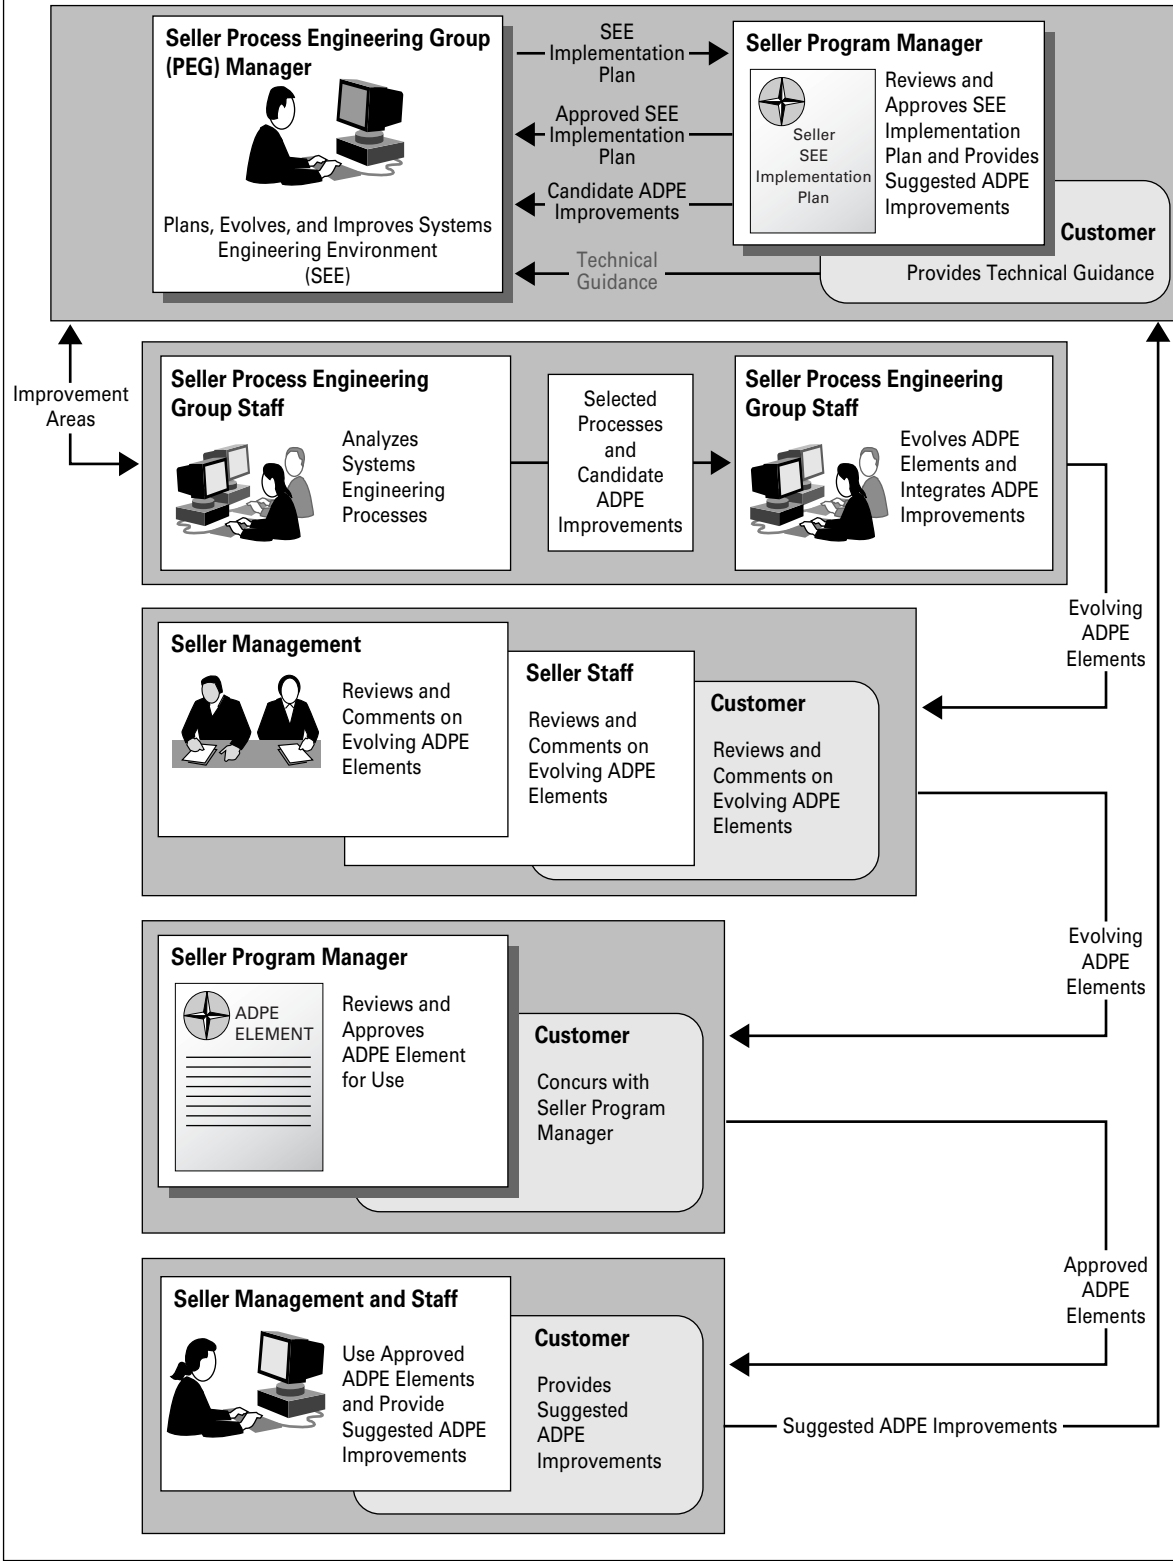 Seller Process Engineering Group
(PEG) Manager
Plans, Evolves, and Improves Systems
Engineering Environment
(SEE)
SEE
Implementation
Plan
Approved SEE
Implementation
Plan
Candidate ADPE
Improvements
Technical
Guidance
Seller Program Manager
Seller
SEE
Implementation
Plan
Reviews and
Approves SEE
Implementation
Plan and Provides
Suggested ADPE
Improvements
Customer
Provides Technical Guidance
Improvement
Areas
Seller Process Engineering
Group Staff
Analyzes
Systems
Engineering
Processes
Selected
Processes
and
Candidate
ADPE
Improvements
Seller Process Engineering
Group Staff
Evolves ADPE
Elements and
Integrates ADPE
Improvements
Evolving
ADPE
Elements
Seller Management
Reviews and
Comments on
Evolving ADPE
Elements
Seller Staff
Reviews and
Comments on
Evolving ADPE
Elements
Customer
Reviews and
Comments on
Evolving ADPE
Elements
Evolving
ADPE
Elements
Seller Program Manager
ADPE
ELEMENT
Reviews and
Approves
ADPE Element
for Use
Customer
Concurs with
Seller Program
Manager
Approved
ADPE
Elements
Seller Management and Staff
Use Approved
ADPE Elements
and Provide
Suggested ADPE
Improvements
Customer
Provides
Suggested
ADPE
Improvements
Suggested ADPE Improvements